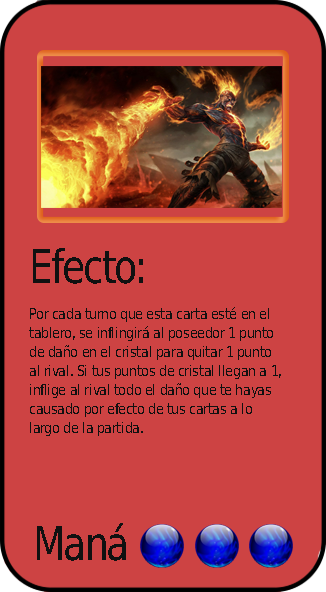 Efecto:
Por cada turno que esta carta esté en el
tablero, se inflingirá al poseedor 1 punto
de daño en el cristal para quitar 1 punto
al rival. Si tus puntos de cristal llegan a 1,
inflige al rival todo el daño que te hayas
causado por efecto de tus cartas a lo
largo de la partida.
Maná